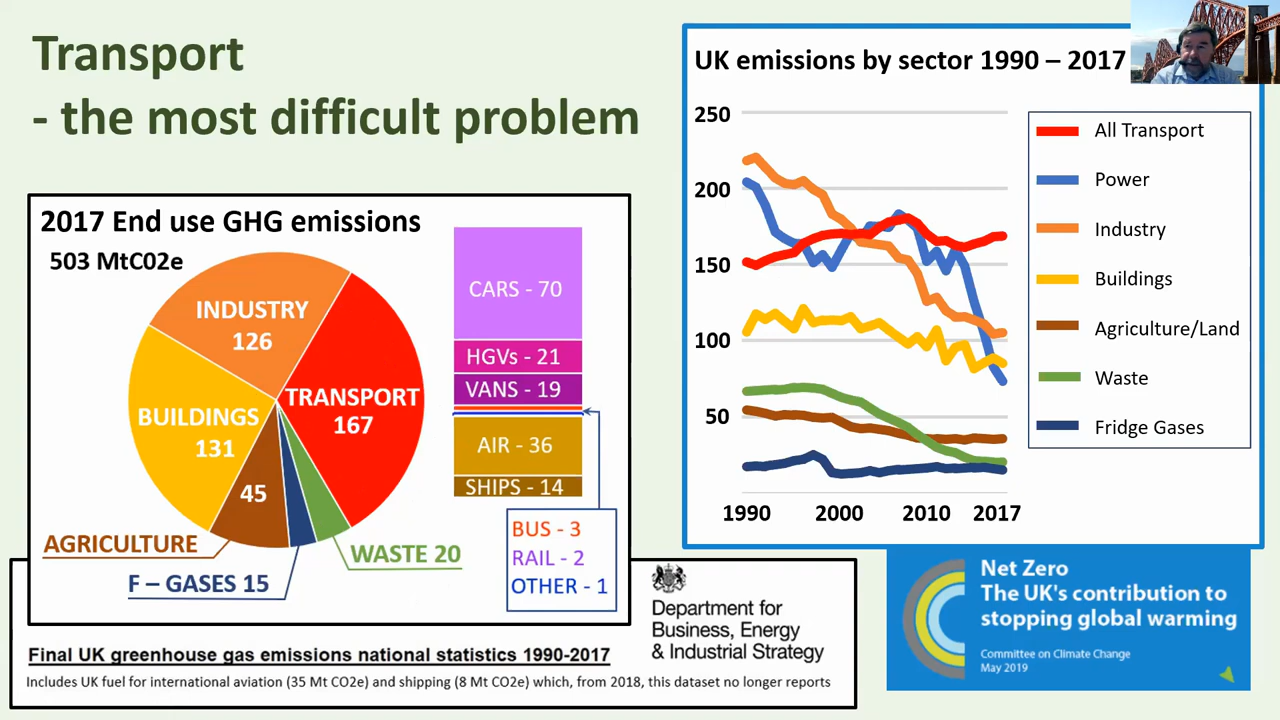 Transport
- the most difficult problem
2017 End use GHG emissions
503 MtC02e
INDUSTRY
126
TRANSPORT
167
BUILDINGS
131
45
AGRICULTURE
F – GASES 15
WASTE 20
CARS - 70
HGVs - 21
VANS - 19
AIR - 36
SHIPS - 14
BUS - 3
RAIL - 2
OTHER - 1
UK emissions by sector 1990 – 2017
250
200
150
100
50
1990
2000
2010
2017
All Transport
Power
Industry
Buildings
Agriculture/Land
Waste
Fridge Gases
Department for
Business, Energy
& Industrial Strategy
Final UK greenhouse gas emissions national statistics 1990-2017
Includes UK fuel for international aviation (35 Mt CO2e) and shipping (8 Mt CO2e) which, from 2018, this dataset no longer reports
Net Zero
The UK's contribution to
stopping global warming
Committee on Climate Change
May 2019